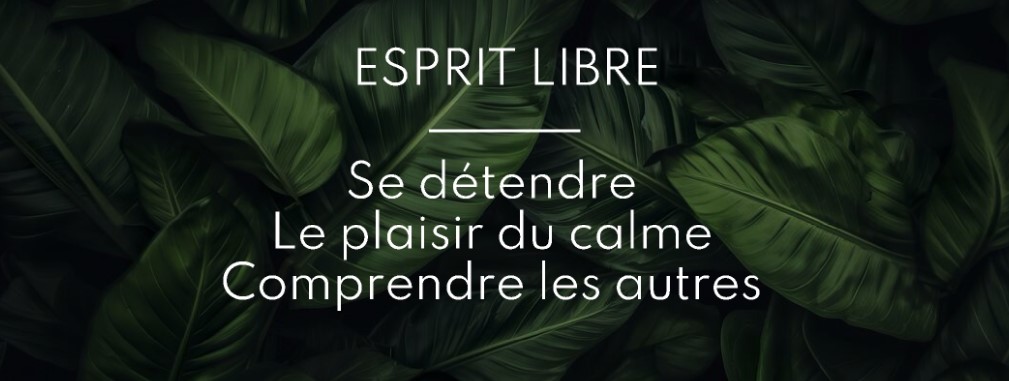 ESPRIT LIBRE
Se détendre
Le plaisir du calme
Comprendre les autres